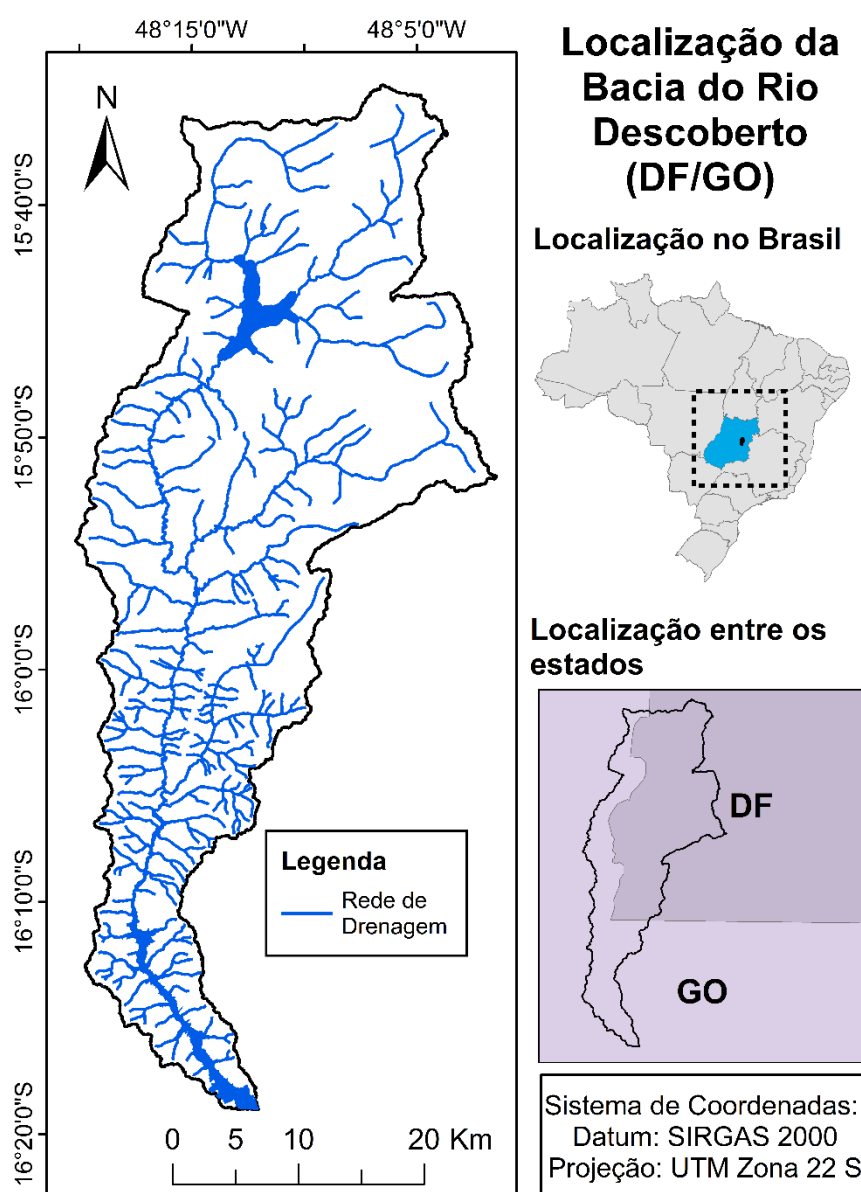 48°15'0"W
48°5'0"W
N
15°40'0"S
15°50'0"S
16°0'0"S
16°10'0"S
16°20'0"S
Legenda
Rede de
Drenagem
0 5 10 20 Km
Localização da
Bacia do Rio
Descoberto
(DF/GO)
Localização no Brasil
Localização entre os
estados
DF
GO
Sistema de Coordenadas:
Datum: SIRGAS 2000
Projeção: UTM Zona 22 S